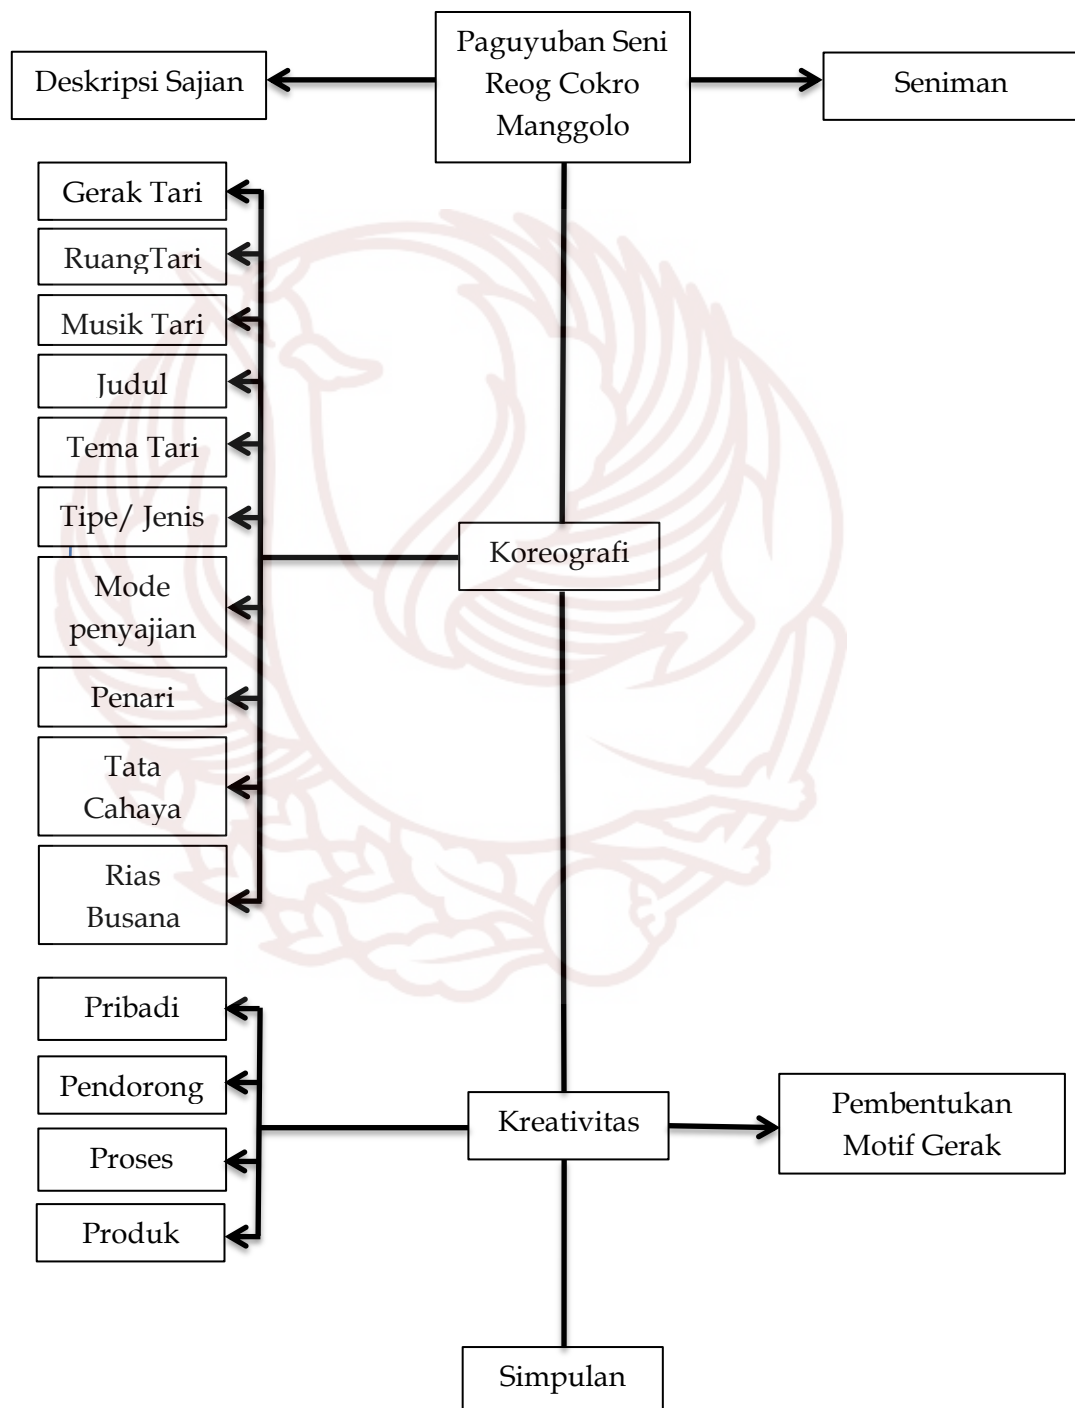 Paguyuban Seni
Reog Cokro
Manggolo
Deskripsi Sajian
Seniman
Gerak Tari
RuangTari
Musik Tari
Judul
Tema Tari
Tipe/ Jenis
Mode
penyajian
Penari
Tata
Cahaya
Rias
Busana
Koreografi
Pribadi
Pendorong
Proses
Produk
Kreativitas
Pembentukan
Motif Gerak
Simpulan